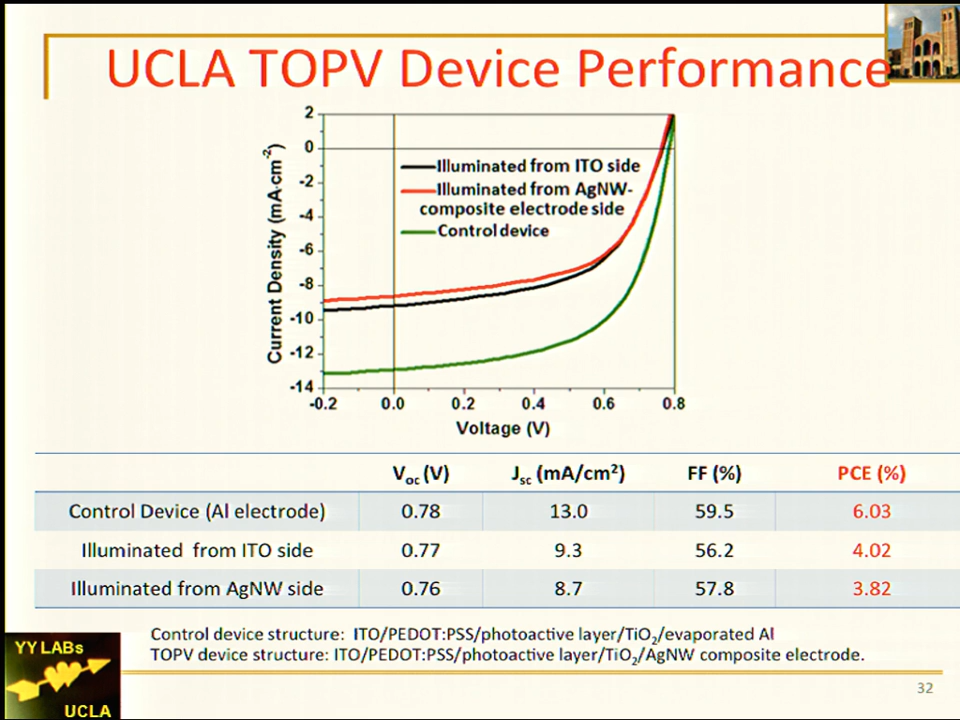 UCLA TOPV Device Performance
2
0
-2
-4
-6
-8
-10
-12
-14
Current Density (mA·cm⁻²)
Illuminated from ITO side
Illuminated from AgNW-
composite electrode side
Control device
-0.2 0.0 0.2 0.4 0.6 0.8
Voltage (V)
Voc (V) Jsc (mA/cm²) FF (%) PCE (%)
Control Device (Al electrode) 0.78 13.0 59.5 6.03
Illuminated from ITO side 0.77 9.3 56.2 4.02
Illuminated from AgNW side 0.76 8.7 57.8 3.82
Control device structure: ITO/PEDOT:PSS/photoactive layer/TiO₂/evaporated Al
TOPV device structure: ITO/PEDOT:PSS/photoactive layer/TiO₂/AgNW composite electrode.
YY LABs
UCLA
32